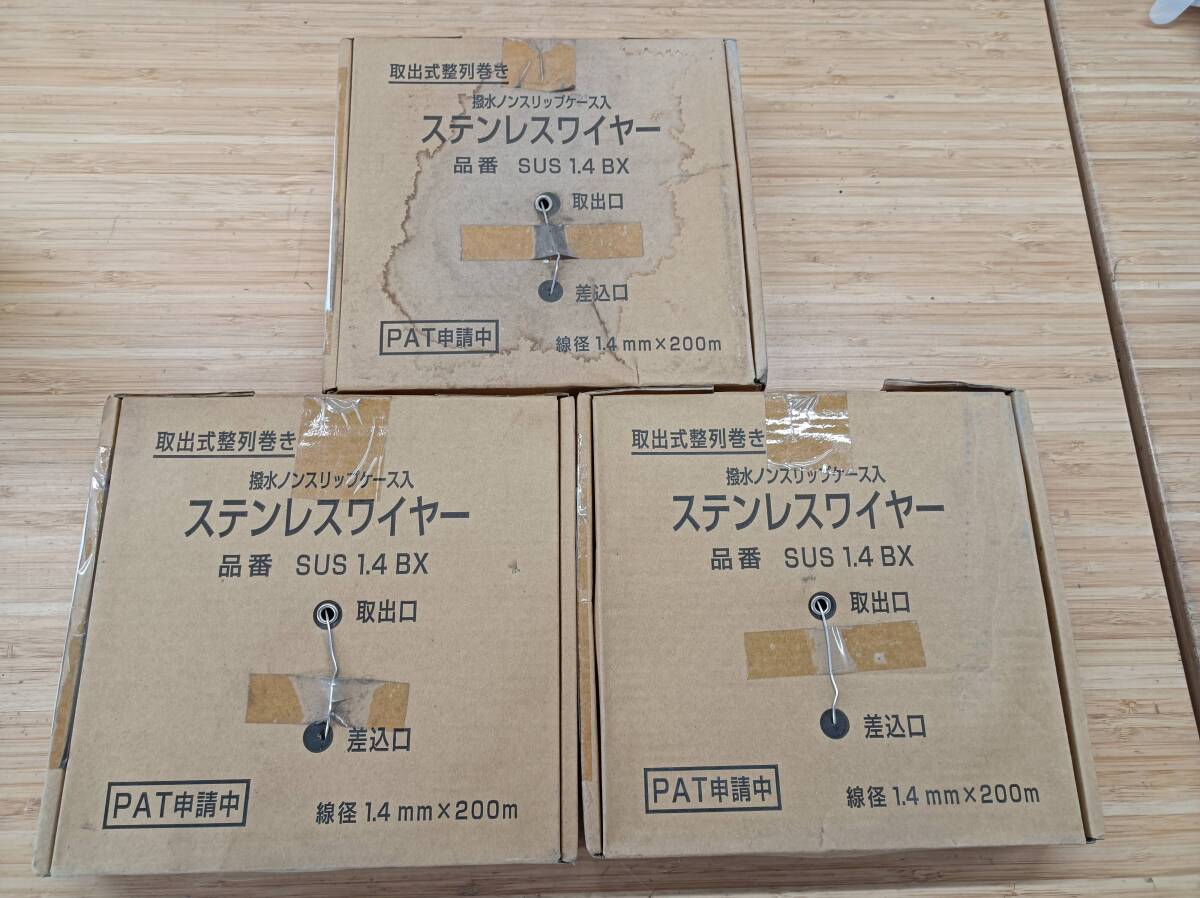 取出式整列巻き
撥水ノンスリップケース入
ステンレスワイヤー
品番 SUS 1.4 BX
取出口
差込口
PAT申請中
線径 1.4 mm×200m
取出式整列巻き
撥水ノンスリップケース入
ステンレスワイヤー
品番 SUS 1.4 BX
取出口
差込口
PAT申請中
線径 1.4 mm×200m
取出式整列巻き
撥水ノンスリップケース入
ステンレスワイヤー
品番 SUS 1.4 BX
取出口
差込口
PAT申請中
線径 1.4 mm×200m